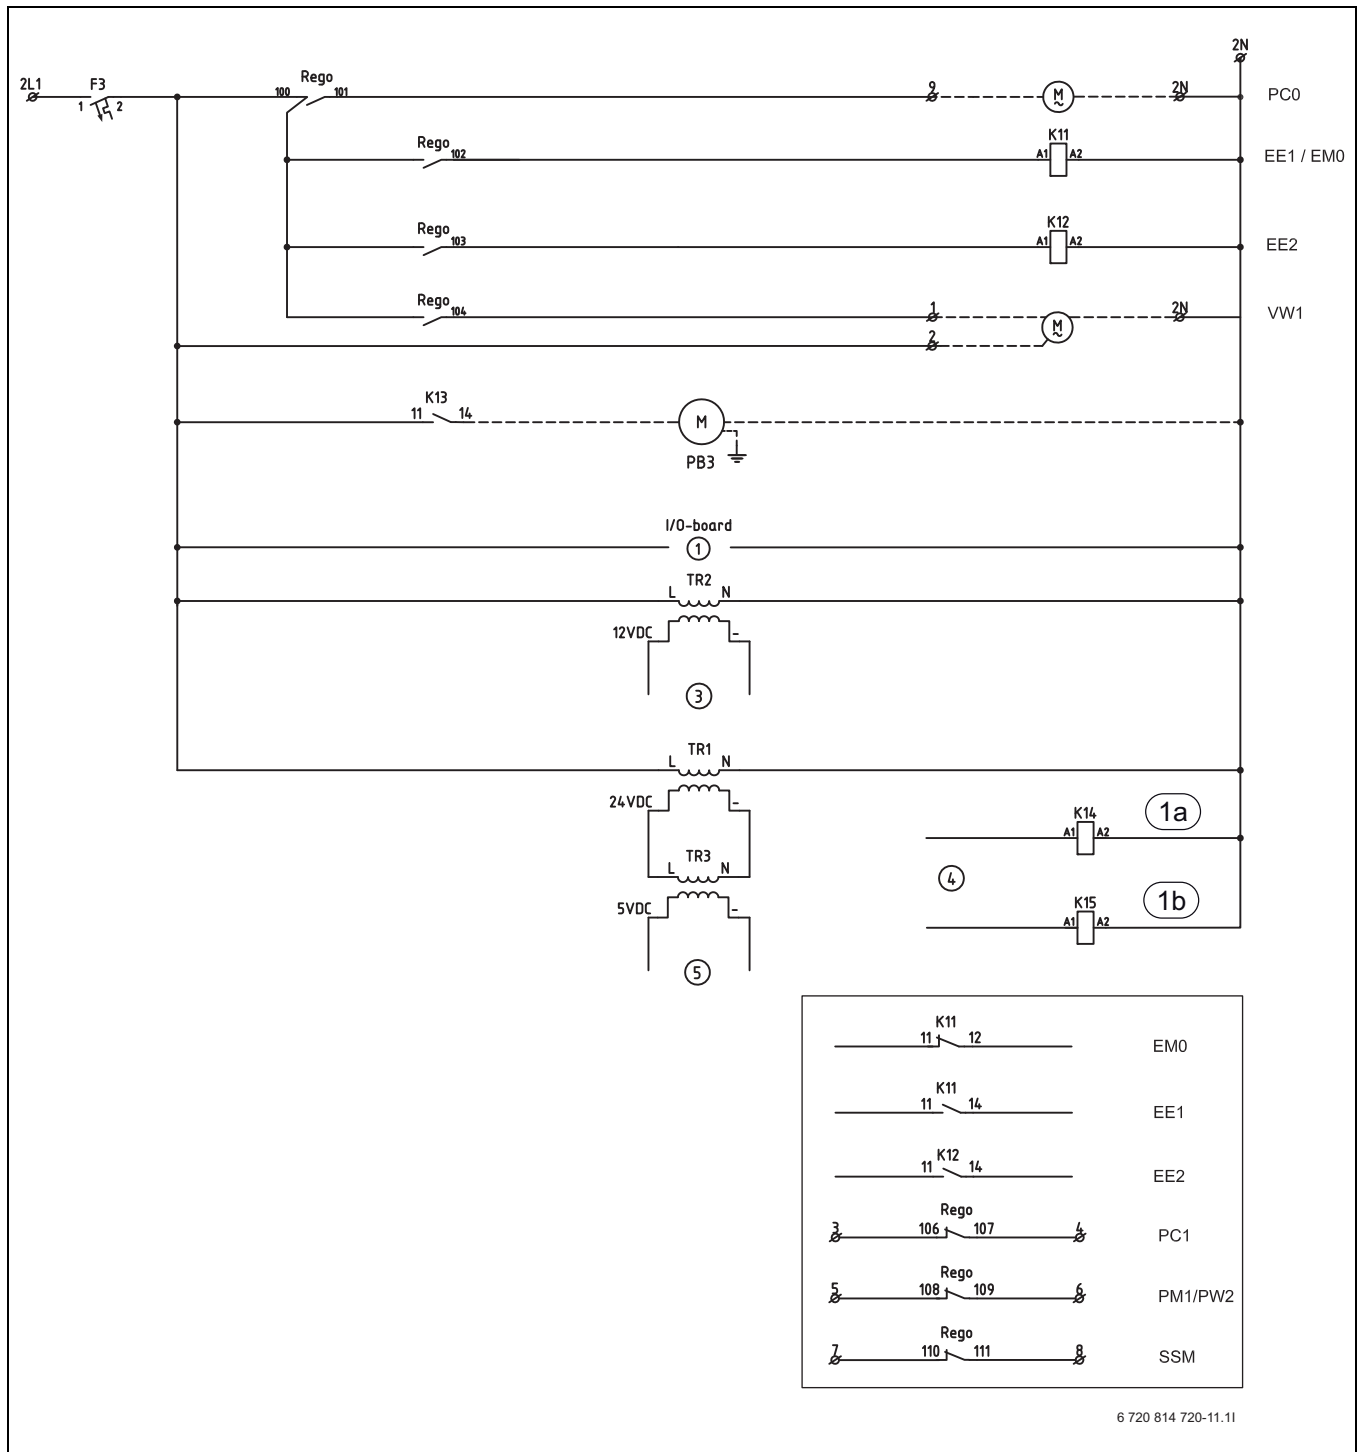 2N
2L1 F3 Rego
1 2 100 101 9 M ~ 2N PC0
Rego K11
102 A1 A2 EE1 / EM0
Rego K12
103 A1 A2 EE2
Rego
104 1 M ~ 2N VW1
2
K13
11 14 M
PB3
I/O-board
1
TR2
L N
12VDC -
3
TR1
L N
24VDC -
K14 1a
A1 A2
TR3
L N
4
K15 1b
5VDC - A1 A2
5
K11
11 12 EM0
K11
11 14 EE1
K12
11 14 EE2
Rego
3 106 107 4 PC1
Rego
5 108 109 6 PM1/PW2
Rego
7 110 111 8 SSM
6 720 814 720-11.1I